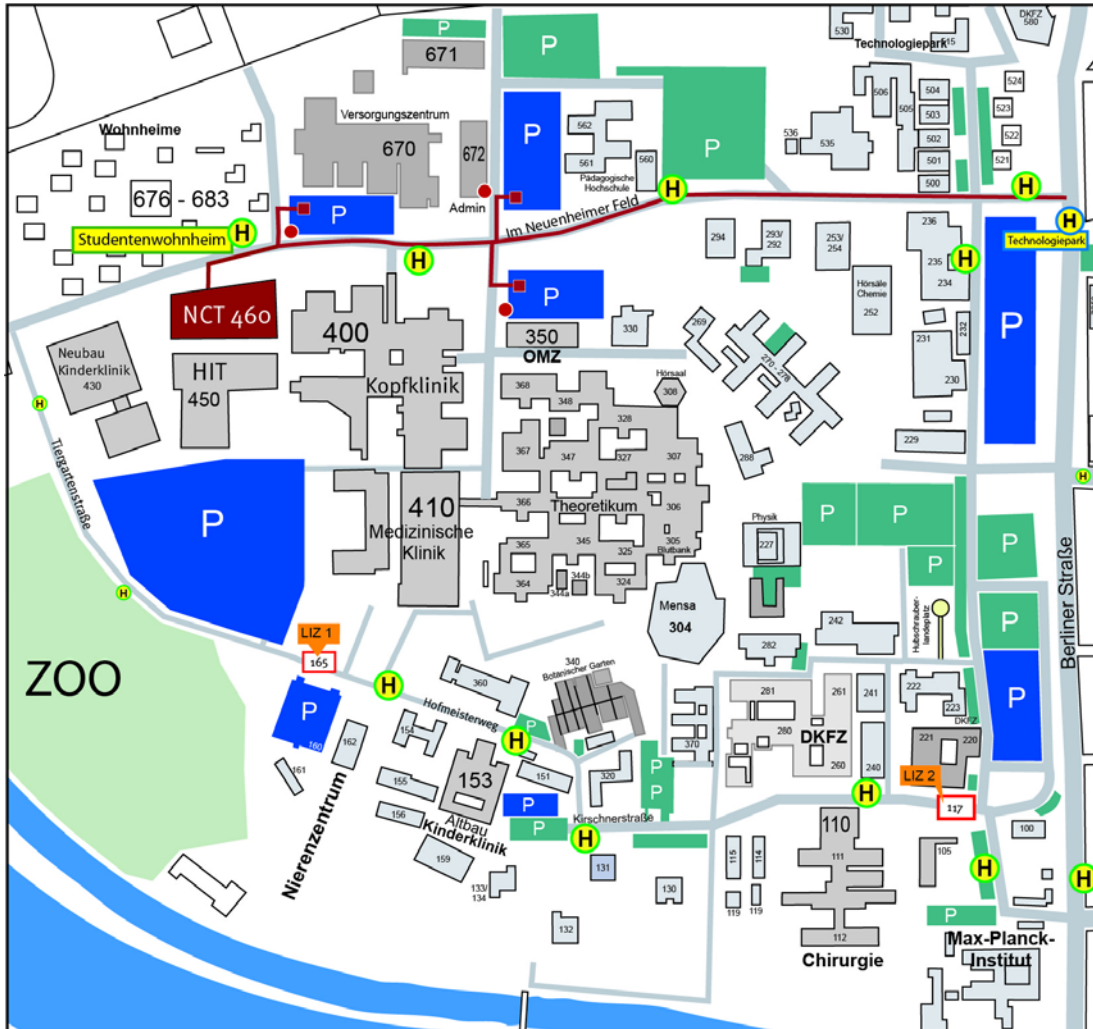 P
671
P
530
515
Technologiepark
DKFZ
580
Wohnheime
Versorgungszentrum
670
672
P
562
561
560
Pädagogische
Hochschule
P
536
535
506
505
504
503
502
501
500
524
523
522
521
676 - 683
P
Admin
H
Im Neuenheimer Feld
H
H
Technologiepark
Studentenwohnheim
H
H
NCT 460
400
Kopfklinik
P
350
OMZ
330
294
293/
292
253/
254
Hörsäle
Chemie
252
236
235
234
H
P
232
231
230
229
Neubau
Kinderklinik
430
HIT
450
H
Tiergartenstraße
269
270 - 278
Hörsaal
308
368
348
328
367
347
327
307
288
H
P
410
Medizinische
Klinik
366
Theoretikum
306
345
305
Blutbank
365
325
364
344a
344b
324
Physik
227
P
P
P
P
H
Mensa
304
282
242
Hubschrauber-
landeplatz
P
Berliner Straße
P
ZOO
LIZ 1
165
H
P
160
161
162
Nierenzentrum
Hofmeisterweg
360
154
H
P
340
Botanischer Garten
155
156
153
Altbau
Kinderklinik
151
P
P
159
133/
134
320
P
P
370
Kirschnerstraße
H
131
132
130
281
261
280
DKFZ
260
241
240
222
223
DKFZ
221
220
LIZ 2
117
H
110
111
112
Chirurgie
115
114
119
119
105
100
H
H
P
Max-Planck-
Institut